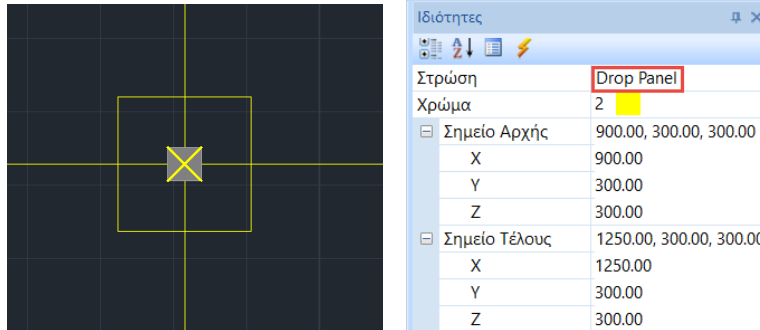 Ιδιότητες
Στρώση Drop Panel
Χρώμα 2
Σημείο Αρχής 900.00, 300.00, 300.00
X 900.00
Y 300.00
Z 300.00
Σημείο Τέλους 1250.00, 300.00, 300.00
X 1250.00
Y 300.00
Z 300.00